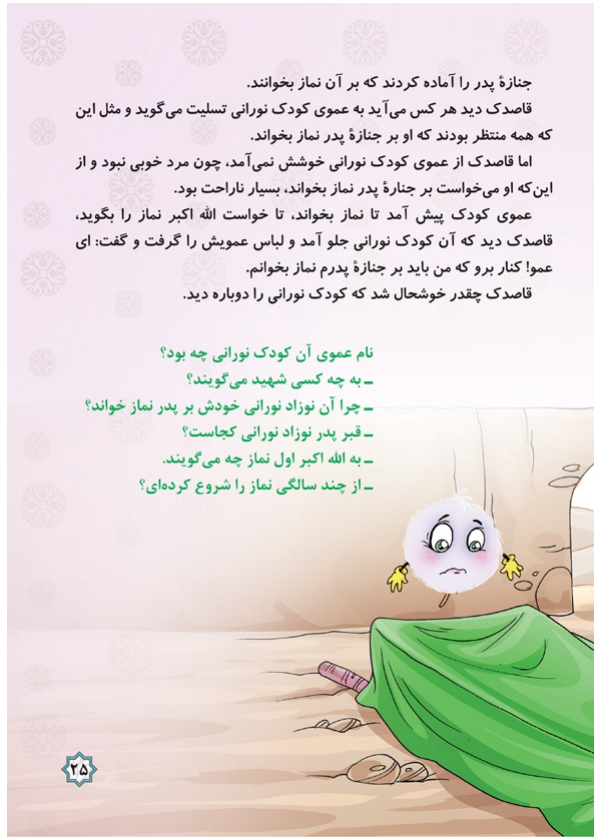 جنازهٔ پدر را آماده کردند که بر آن نماز بخوانند.
قاصدک دید هر کس می‌آید به عموی کودک نورانی تسلیت می‌گوید و مثل این
که همه منتظر بودند که او بر جنازهٔ پدر نماز بخواند.
اما قاصدک از عموی کودک نورانی خوشش نمی‌آمد، چون مرد خوبی نبود و از
این‌که او می‌خواست بر جنارهٔ پدر نماز بخواند، بسیار ناراحت بود.
عموی کودک پیش آمد تا نماز بخواند، تا خواست الله اکبر نماز را بگوید،
قاصدک دید که آن کودک نورانی جلو آمد و لباس عمویش را گرفت و گفت: ای
عمو! کنار برو که من باید بر جنازهٔ پدرم نماز بخوانم.
قاصدک چقدر خوشحال شد که کودک نورانی را دوباره دید.
نام عموی آن کودک نورانی چه بود؟
ـ به چه کسی شهید می‌گویند؟
ـ چرا آن نوزاد نورانی خودش بر پدر نماز خواند؟
ـ قبر پدر نوزاد نورانی کجاست؟
ـ به الله اکبر اول نماز چه می‌گویند.
ـ از چند سالگی نماز را شروع کرده‌ای؟
۲۵